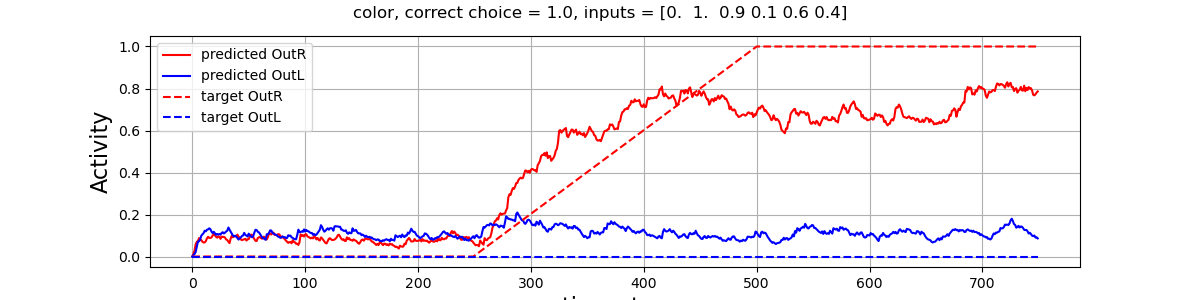 color, correct choice = 1.0, inputs = [0.  1.  0.9 0.1 0.6 0.4]
1.0
0.8
0.6
0.4
0.2
0.0
Activity
predicted OutR
predicted OutL
target OutR
target OutL
0 100 200 300 400 500 600 700